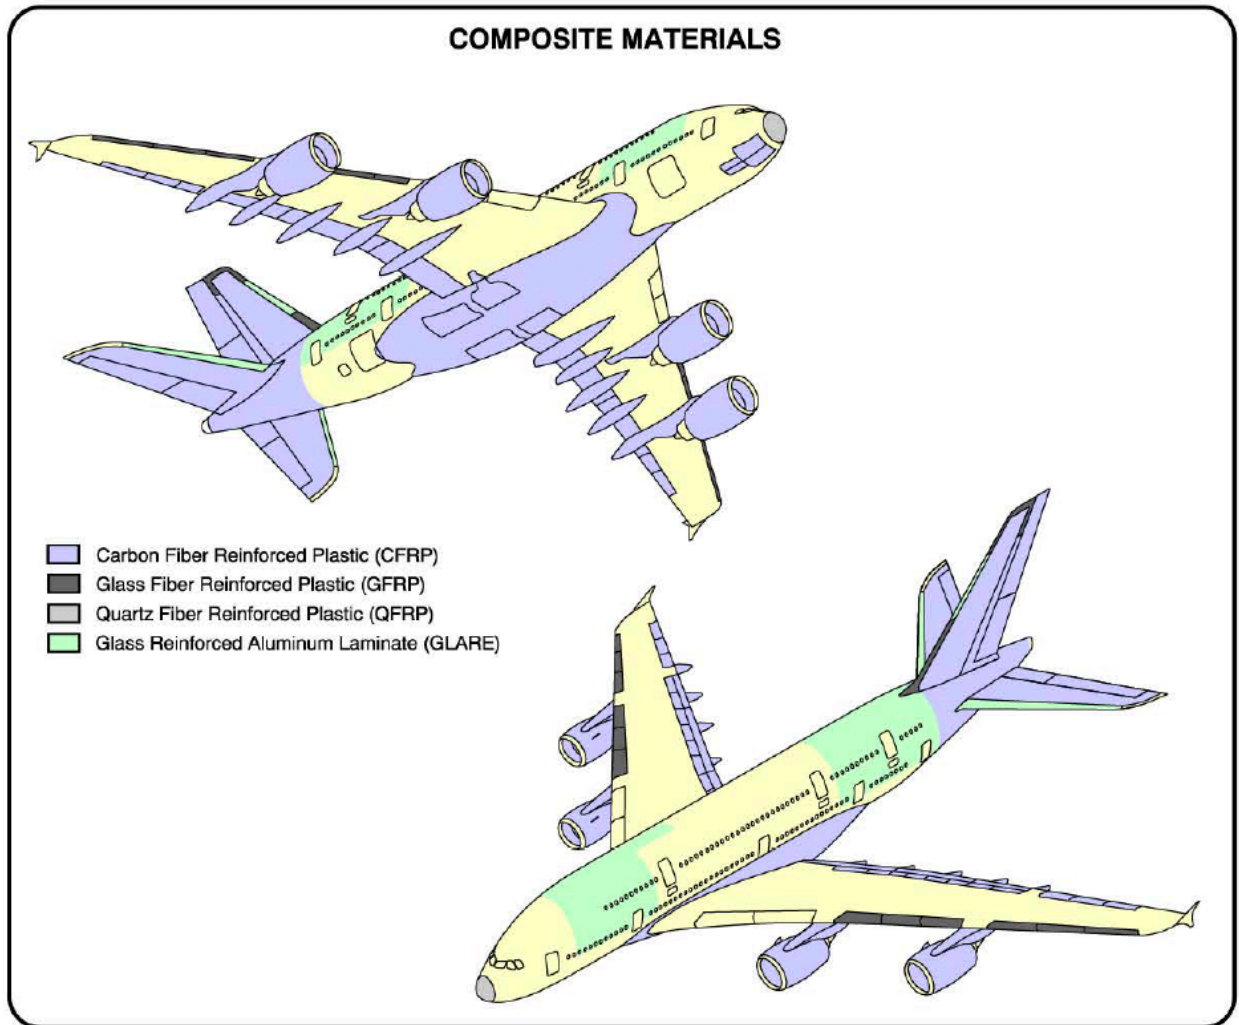 COMPOSITE MATERIALS
Carbon Fiber Reinforced Plastic (CFRP)
Glass Fiber Reinforced Plastic (GFRP)
Quartz Fiber Reinforced Plastic (QFRP)
Glass Reinforced Aluminum Laminate (GLARE)